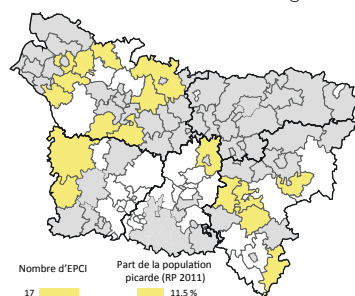 Nombre d'EPCI
Part de la population
picarde (RP 2011)
17
11,5 %